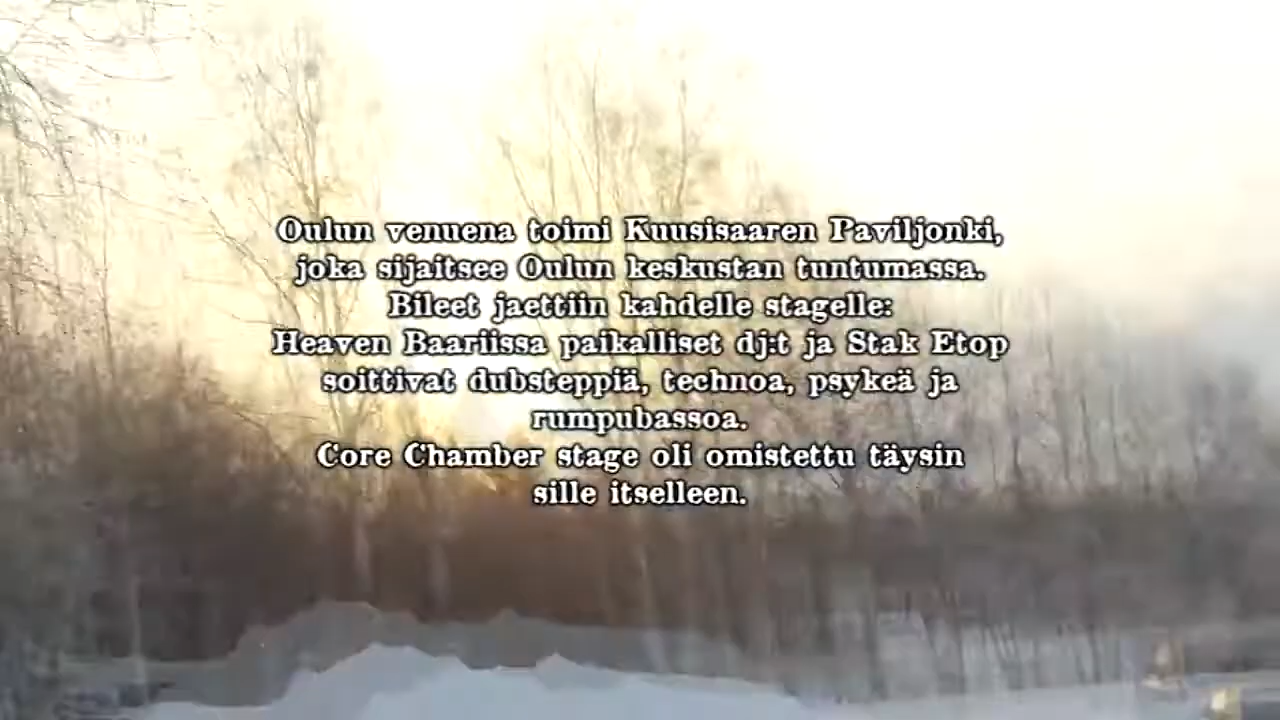 Oulun venuena toimi Kuusisaaren Paviljonki,
joka sijaitsee Oulun keskustan tuntumassa.
Bileet jaettiin kahdelle stagelle:
Heaven Baariissa paikalliset dj:t ja Stak Etop
soittivat dubsteppiä, technoa, psykeä ja
rumpubassoa.
Core Chamber stage oli omistettu täysin
sille itselleen.